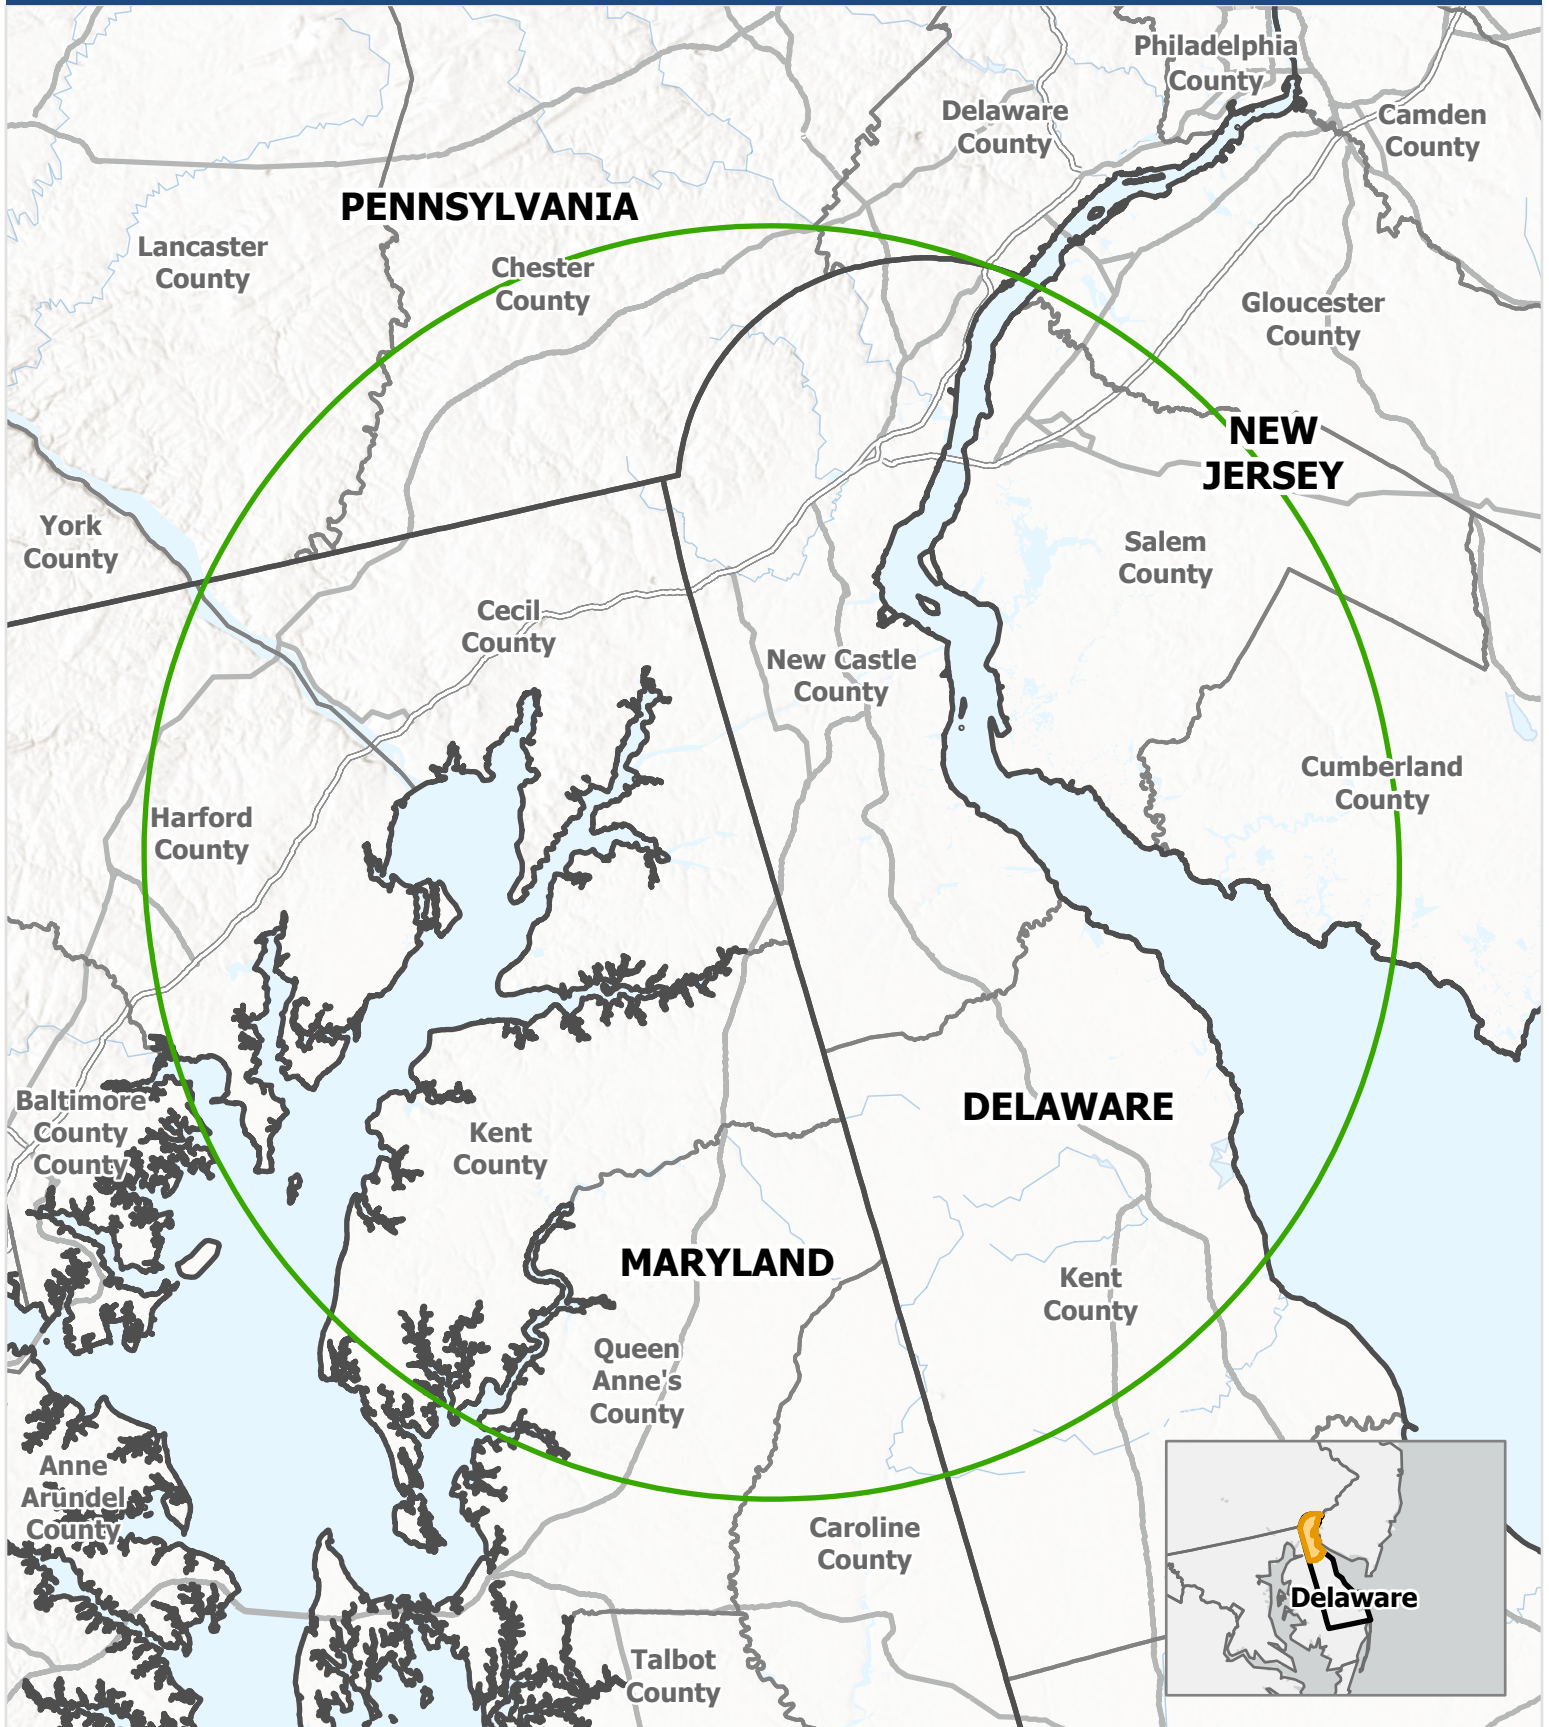 Philadelphia
County
Delaware
County
Camden
County
PENNSYLVANIA
Lancaster
County
Chester
County
Gloucester
County
NEW
JERSEY
York
County
Salem
County
Cecil
County
New Castle
County
Cumberland
County
Harford
County
Baltimore
County
County
Kent
County
DELAWARE
MARYLAND
Kent
County
Queen
Anne's
County
Anne
Arundel
County
Caroline
County
Delaware
Talbot
County